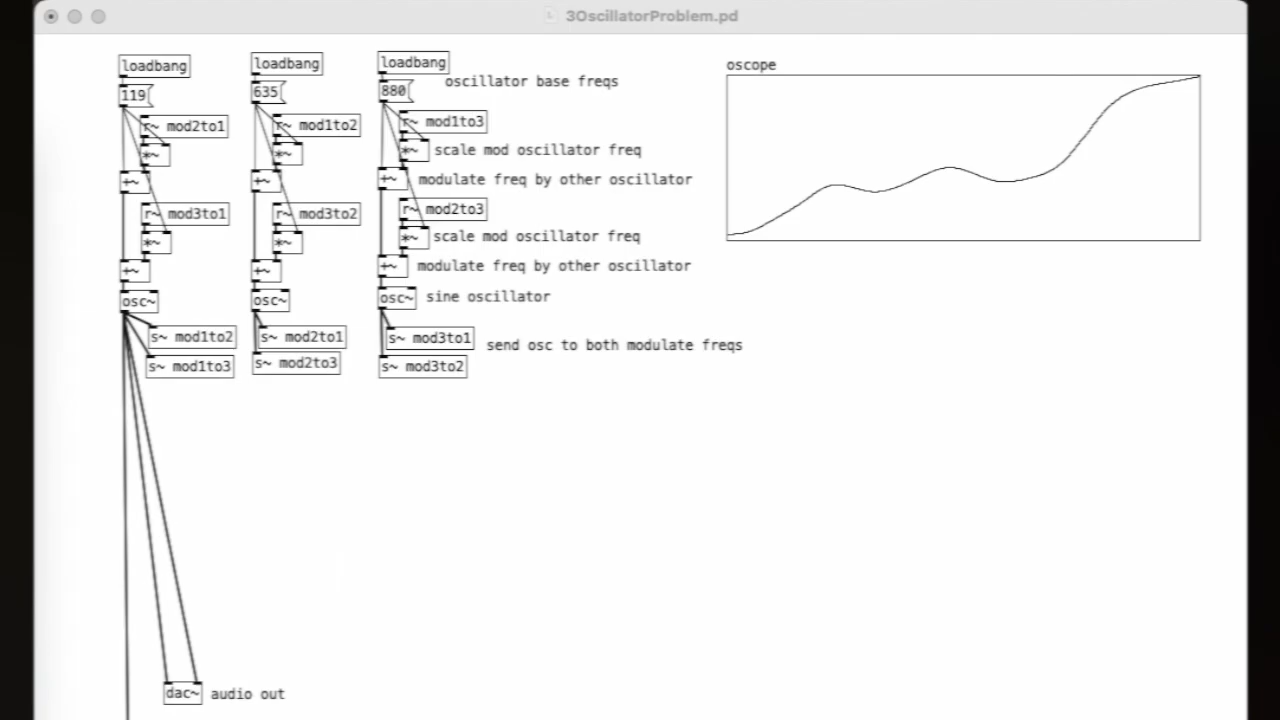 3OscillatorProblem.pd
loadbang loadbang loadbang
oscope
119 635 880 oscillator base freqs
r~ mod2to1 r~ mod1to2 r~ mod1to3
*~ *~ *~ scale mod oscillator freq
+~ +~ +~ modulate freq by other oscillator
r~ mod3to1 r~ mod3to2 r~ mod2to3
*~ *~ *~ scale mod oscillator freq
+~ +~ +~ modulate freq by other oscillator
osc~ osc~ osc~ sine oscillator
s~ mod1to2 s~ mod2to1 s~ mod3to1 send osc to both modulate freqs
s~ mod1to3 s~ mod2to3 s~ mod3to2
dac~ audio out